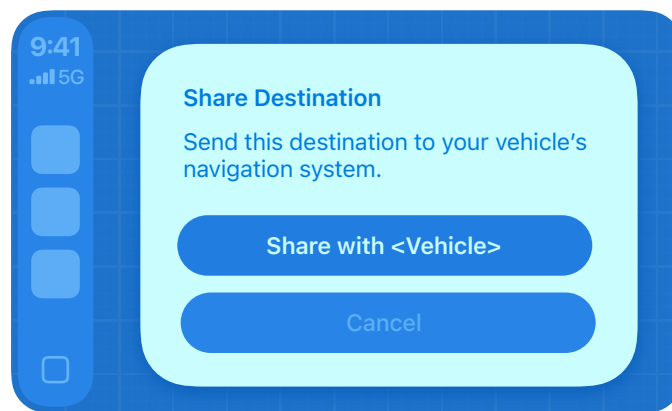 9:41
5G
Share Destination
Send this destination to your vehicle’s
navigation system.
Share with <Vehicle>
Cancel